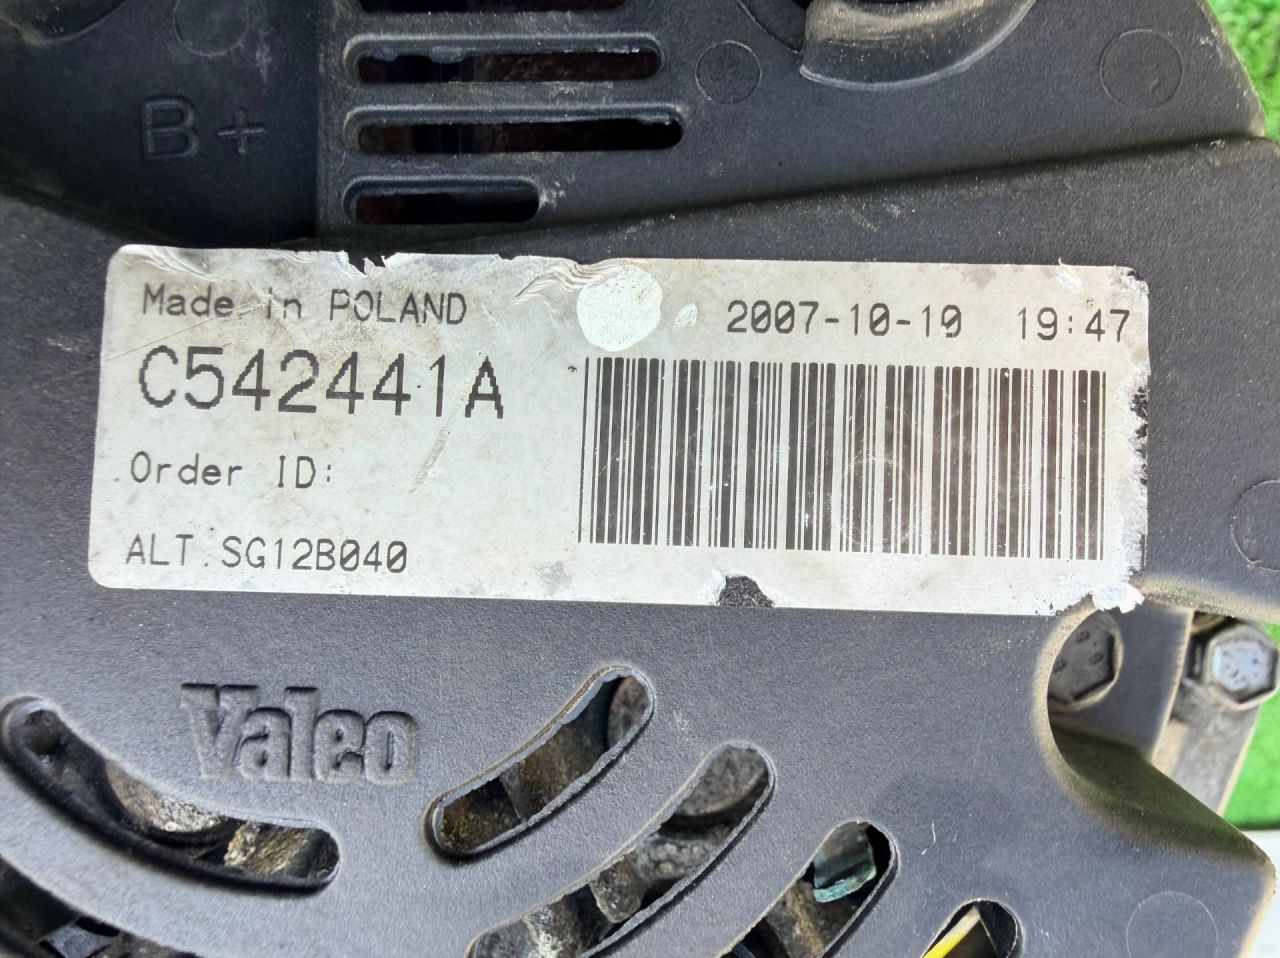 B+
Made in POLAND
2007-10-19 19:47
C542441A
Order ID:
ALT.SG12B040
Valeo